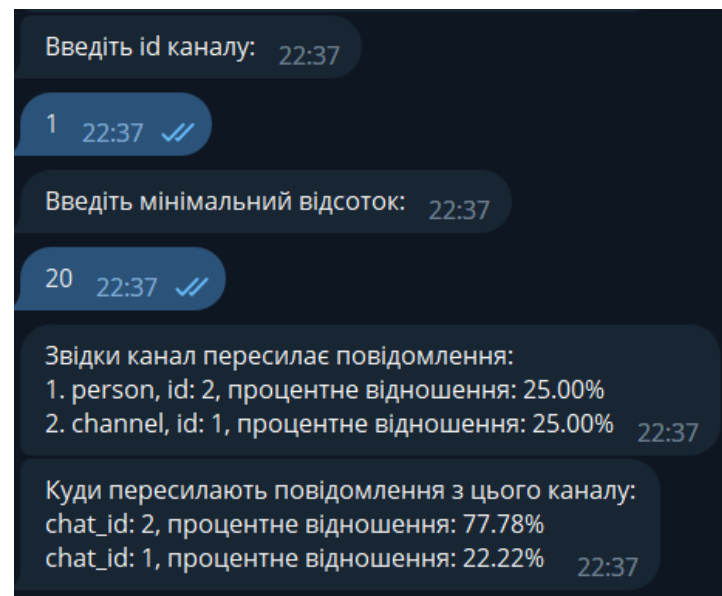 Введіть id каналу: 22:37
1 22:37
Введіть мінімальний відсоток: 22:37
20 22:37
Звідки канал пересилає повідомлення:
1. person, id: 2, процентне відношення: 25.00%
2. channel, id: 1, процентне відношення: 25.00% 22:37
Куди пересилають повідомлення з цього каналу:
chat_id: 2, процентне відношення: 77.78%
chat_id: 1, процентне відношення: 22.22% 22:37